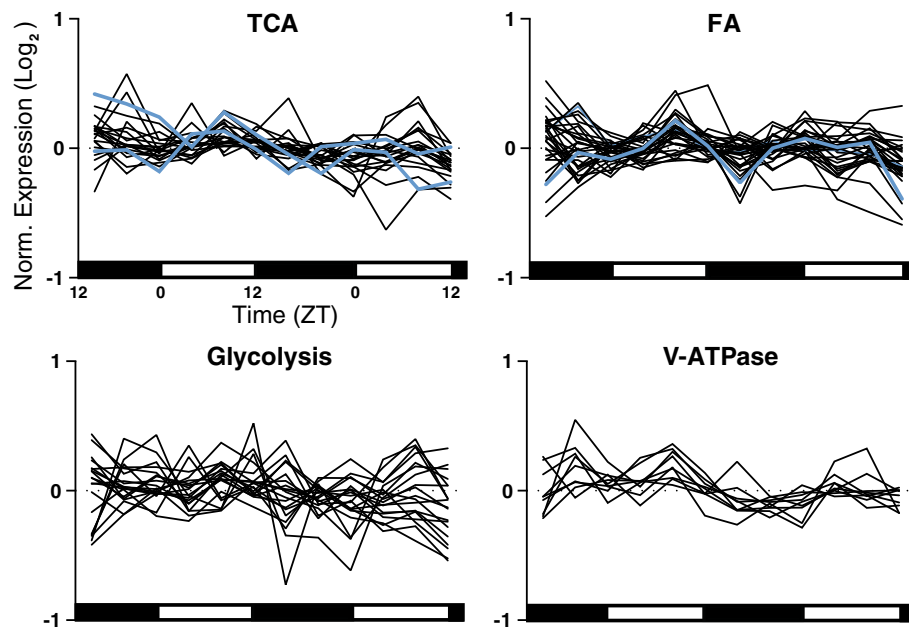 TCA
FA
1
0
-1
Norm. Expression (Log2)
12 0 12 0 12
Time (ZT)
1
0
-1
Glycolysis
V-ATPase
1
0
-1
1
0
-1